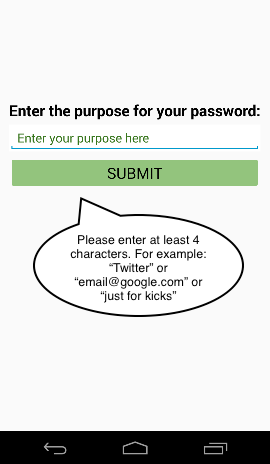 Enter the purpose for your password:
Enter your purpose here
SUBMIT
Please enter at least 4
characters. For example:
“Twitter” or
“email@google.com” or
“just for kicks”